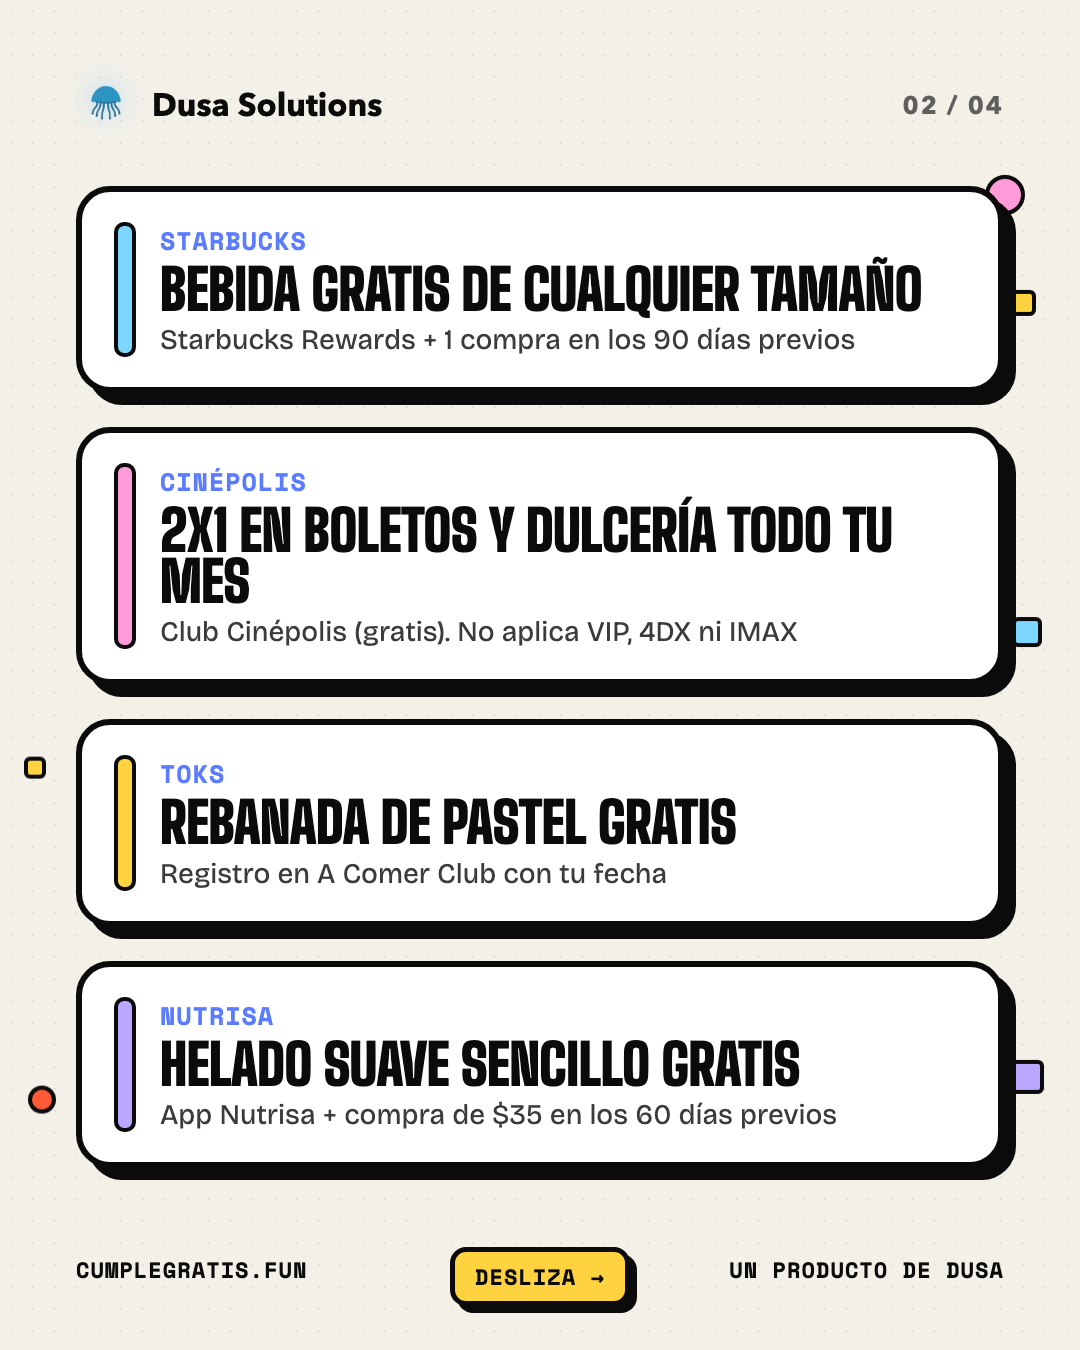 Dusa Solutions
02 / 04
STARBUCKS
BEBIDA GRATIS DE CUALQUIER TAMAÑO
Starbucks Rewards + 1 compra en los 90 días previos
CINÉPOLIS
2X1 EN BOLETOS Y DULCERÍA TODO TU
MES
Club Cinépolis (gratis). No aplica VIP, 4DX ni IMAX
TOKS
REBANADA DE PASTEL GRATIS
Registro en A Comer Club con tu fecha
NUTRISA
HELADO SUAVE SENCILLO GRATIS
App Nutrisa + compra de $35 en los 60 días previos
CUMPLEGRATIS.FUN
DESLIZA →
UN PRODUCTO DE DUSA